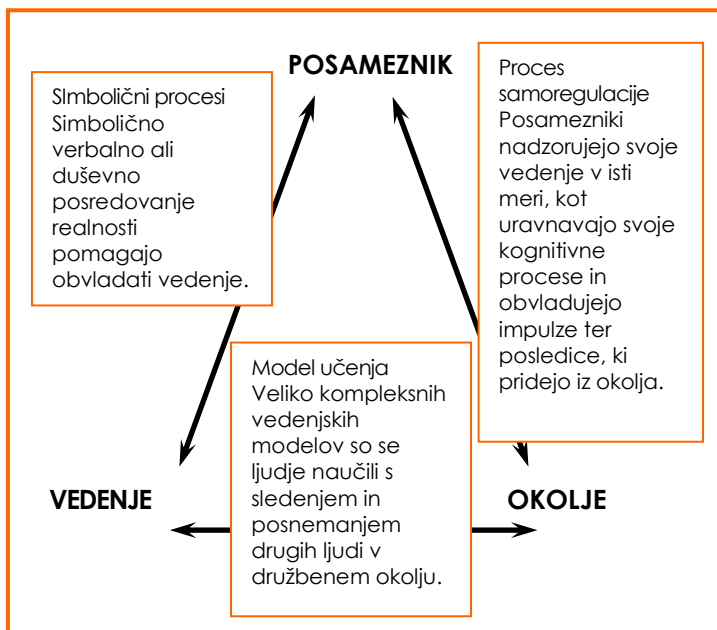 POSAMEZNIK
SImbolični procesi
Simbolično
verbalno ali
duševno
posredovanje
realnosti
pomagajo
obvladati vedenje.
Proces
samoregulacije
Posamezniki
nadzorujejo svoje
vedenje v isti
meri, kot
uravnavajo svoje
kognitivne
procese in
obvladujejo
impulze ter
posledice, ki
pridejo iz okolja.
Model učenja
Veliko kompleksnih
vedenjskih
modelov so se
ljudje naučili s
sledenjem in
posnemanjem
drugih ljudi v
družbenem okolju.
VEDENJE
OKOLJE